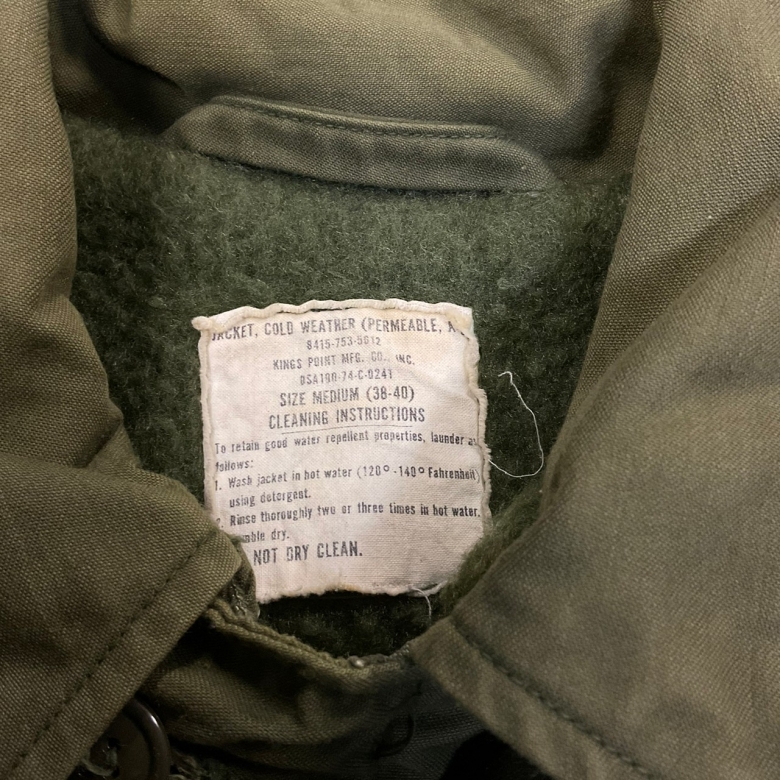 JACKET, COLD WEATHER (PERMEABLE,
8415-753-5612
KINGS POINT MFG. CO., INC.
DSA100-74-C-0241
SIZE MEDIUM (38-40)
CLEANING INSTRUCTIONS
To retain good water repellent properties, launder as
follows:
1. Wash jacket in hot water (120° -140° Fahrenheit)
using detergent.
Rinse thoroughly two or three times in hot water.
dry.
NOT DRY CLEAN.